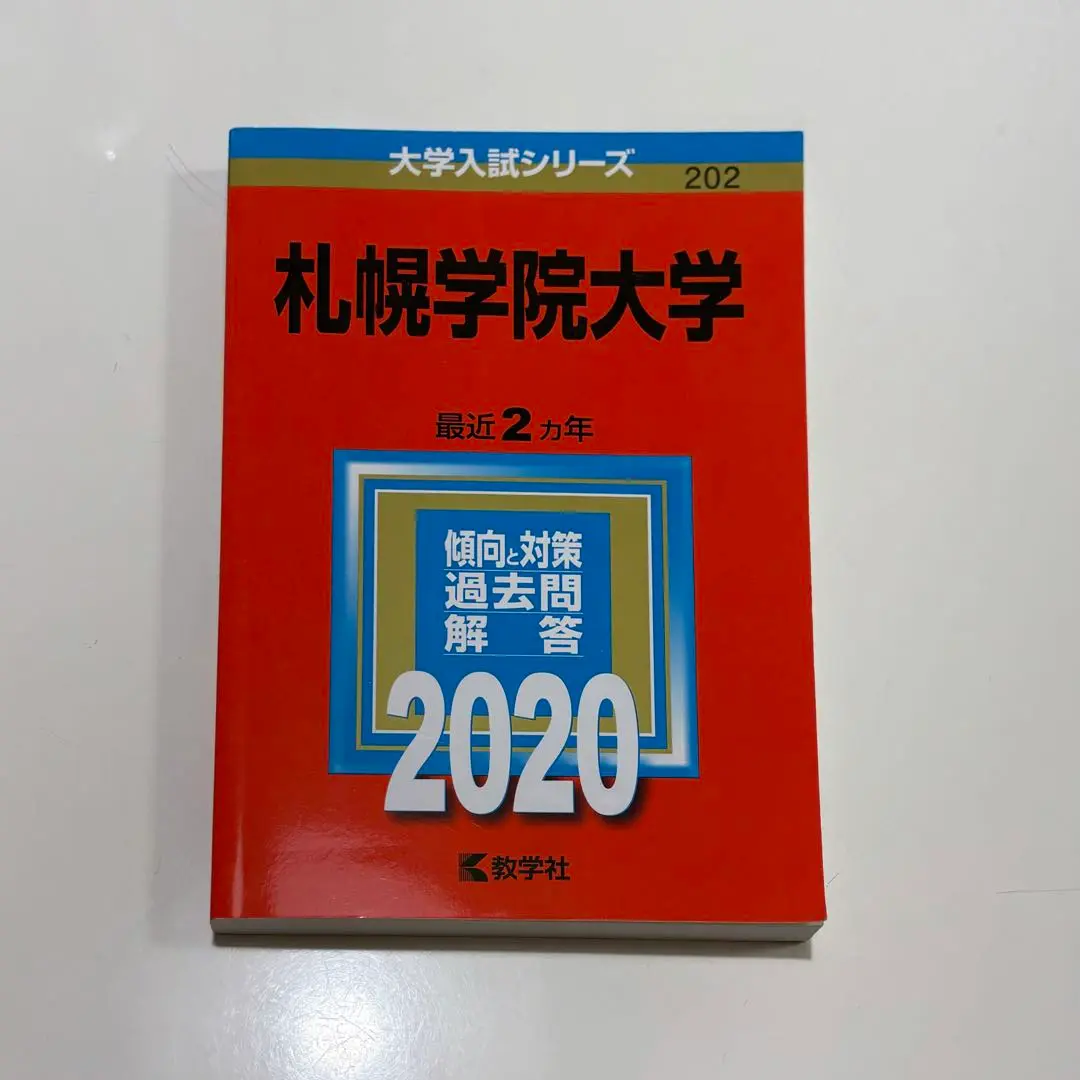 大学入試シリーズ
202
札幌学院大学
最近2カ年
傾向と対策
過去問
解答
2020
教学社